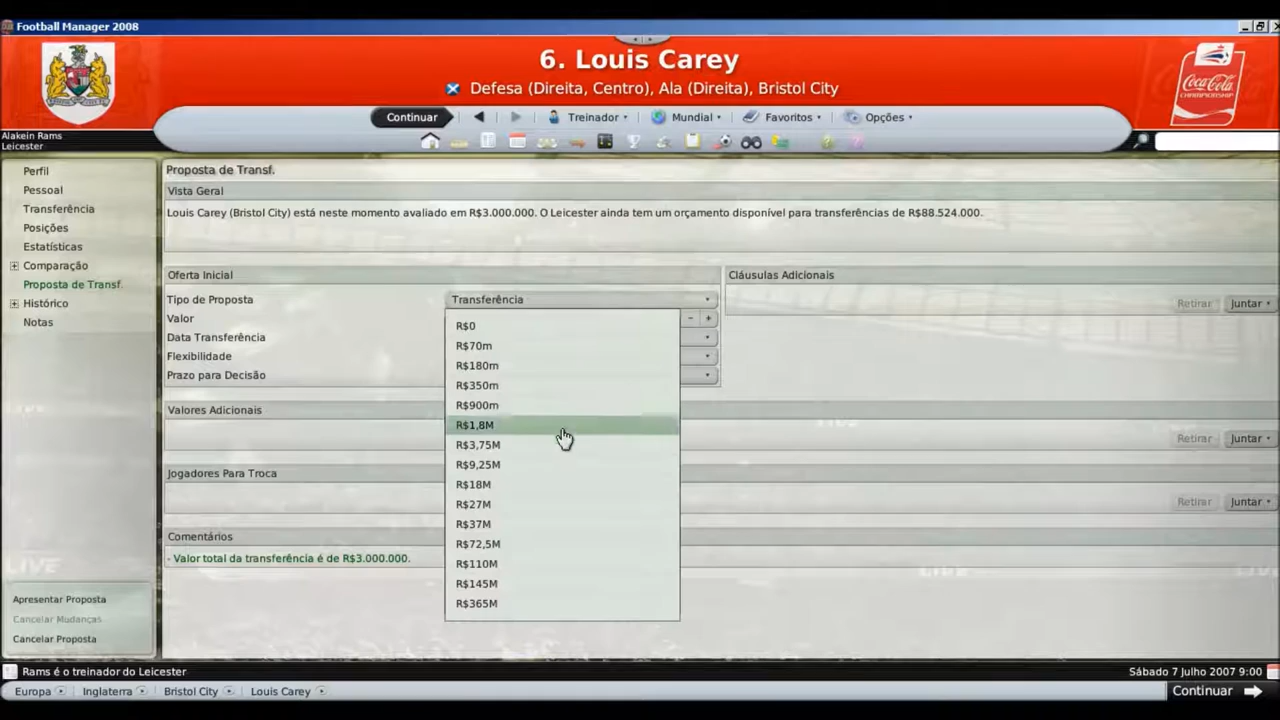 Football Manager 2008
6. Louis Carey
Defesa (Direita, Centro), Ala (Direita), Bristol City
Coca-Cola
CHAMPIONSHIP
Alakein Rams
Leicester
Continuar
Treinador
Mundial
Favoritos
Opções
Perfil
Pessoal
Transferência
Posições
Estatísticas
Comparação
Proposta de Transf.
Histórico
Notas
Proposta de Transf.
Vista Geral
Louis Carey (Bristol City) está neste momento avaliado em R$3.000.000. O Leicester ainda tem um orçamento disponível para transferências de R$88.524.000.
Oferta Inicial
Cláusulas Adicionais
Tipo de Proposta
Transferência
Retirar
Juntar
Valor
Data Transferência
Flexibilidade
Prazo para Decisão
R$0
R$70m
R$180m
R$350m
R$900m
R$1,8M
R$3,75M
R$9,25M
R$18M
R$27M
R$37M
R$72,5M
R$110M
R$145M
R$365M
Valores Adicionais
Retirar
Juntar
Jogadores Para Troca
Retirar
Juntar
Comentários
- Valor total da transferência é de R$3.000.000.
LIVE
LIVE
LIVE
Apresentar Proposta
Cancelar Mudanças
Cancelar Proposta
Rams é o treinador do Leicester
Sábado 7 Julho 2007 9:00
Europa
Inglaterra
Bristol City
Louis Carey
Continuar